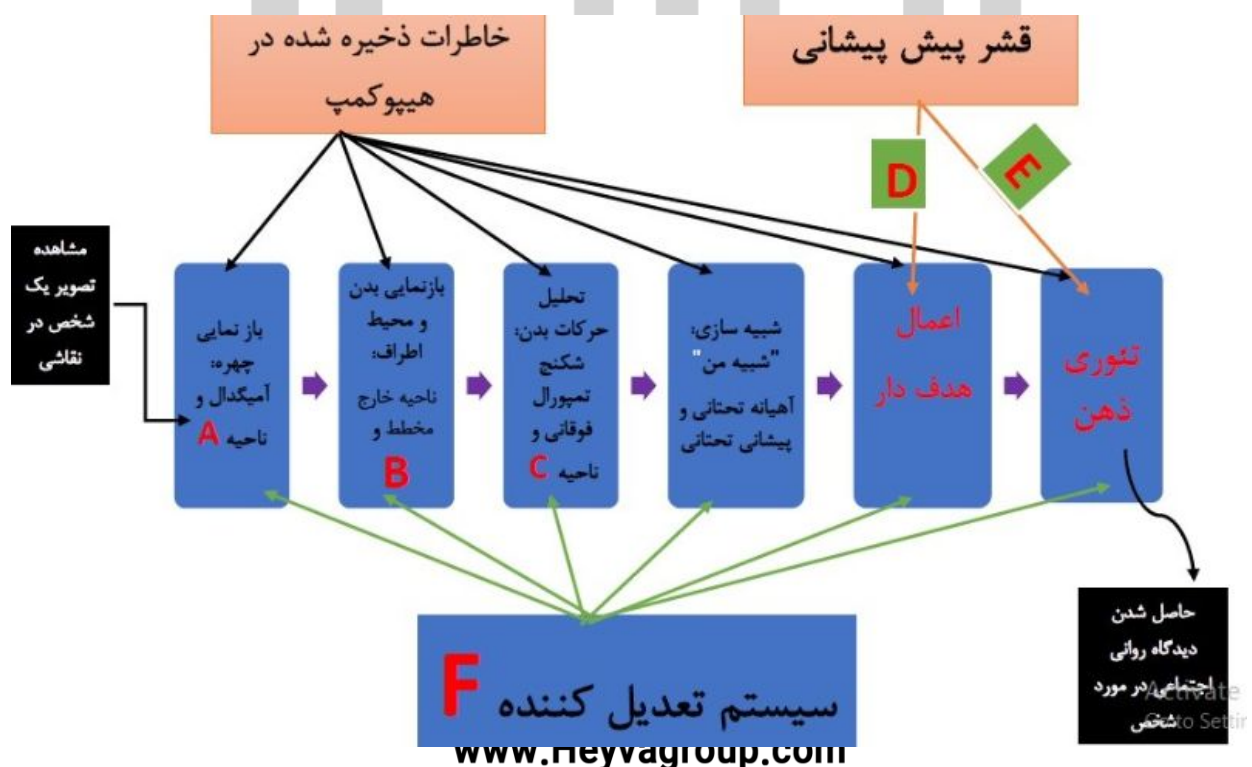 خاطرات ذخیره شده در
هیپوکمپ
قشر پیش پیشانی
D
E
مشاهده
تصویر یک
شخص در
نقاشی
باز نمایی
چهره:
آمیگدال و
ناحیه A
بازنمایی بدن
و محیط
اطراف:
ناحیه خارج
مخطط و
B
تحلیل
حرکات بدن:
شکنج
تمپورال
فوقانی و
ناحیه C
شبیه سازی:
"شبیه من"
آهیانه تحتانی و
پیشانی تحتانی
اعمال
هدف دار
تئوری
ذهن
سیستم تعدیل کننده F
حاصل شدن
دیدگاه روانی
اجتماعی در مورد
شخص
www.Heyvagroup.com